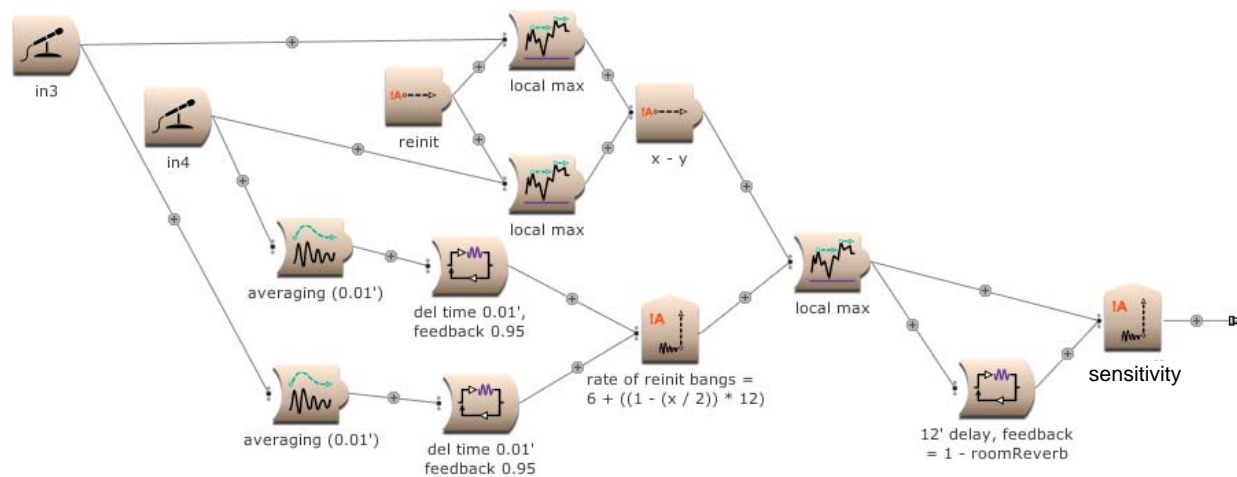 in3
local max
!A
reinit
!A
x - y
in4
local max
averaging (0.01')
del time 0.01',
feedback 0.95
local max
!A
rate of reinit bangs =
6 + ((1 - (x / 2)) * 12)
!A
sensitivity
averaging (0.01')
del time 0.01'
feedback 0.95
12' delay, feedback
= 1 - roomReverb